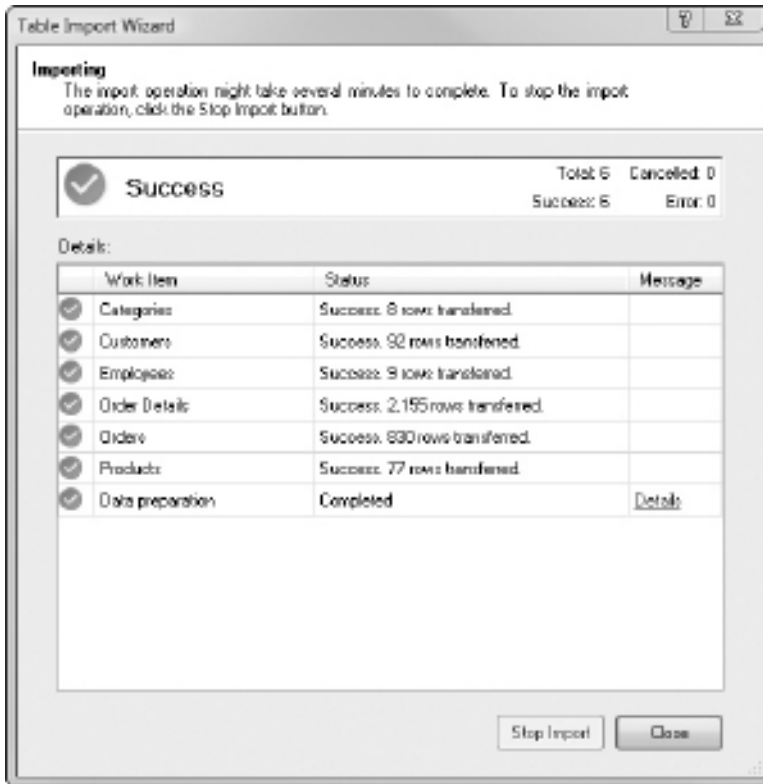 Table Import Wizard
Importing
The import operation might take several minutes to complete. To stop the import
operation, click the Stop Import button.
Success
Total: 6 Cancelled: 0
Success: 6 Error: 0
Details:
Work Item Status Message
Categories Success. 8 rows transferred.
Customers Success. 92 rows transferred.
Employees Success. 9 rows transferred.
Order Details Success. 2,155 rows transferred.
Orders Success. 830 rows transferred.
Products Success. 77 rows transferred.
Data preparation Completed Details
Stop Import Close